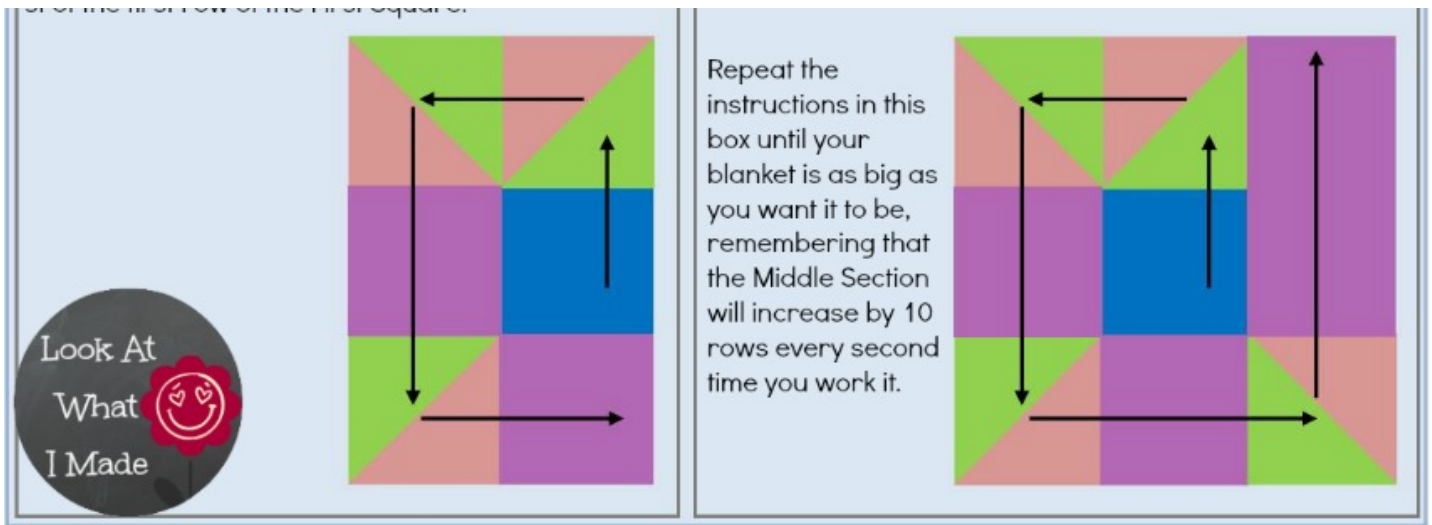 Repeat the
instructions in this
box until your
blanket is as big as
you want it to be,
remembering that
the Middle Section
will increase by 10
rows every second
time you work it.
Look At
What
I Made